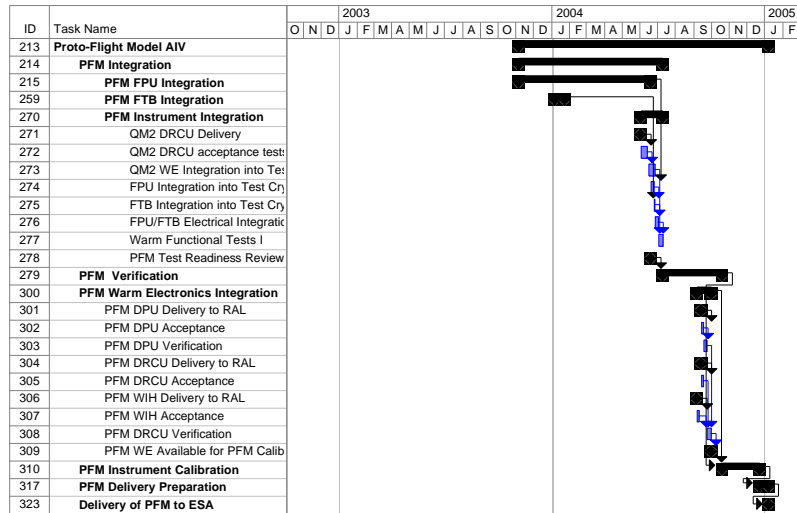 2003 2004 2005
ID Task Name O N D J F M A M J J A S O N D J F M A M J J A S O N D J F
213 Proto-Flight Model AIV
214 PFM Integration
215 PFM FPU Integration
259 PFM FTB Integration
270 PFM Instrument Integration
271 QM2 DRCU Delivery
272 QM2 DRCU acceptance tests
273 QM2 WE Integration into Tes
274 FPU Integration into Test Cry
275 FTB Integration into Test Cry
276 FPU/FTB Electrical Integratic
277 Warm Functional Tests I
278 PFM Test Readiness Review
279 PFM Verification
300 PFM Warm Electronics Integration
301 PFM DPU Delivery to RAL
302 PFM DPU Acceptance
303 PFM DPU Verification
304 PFM DRCU Delivery to RAL
305 PFM DRCU Acceptance
306 PFM WIH Delivery to RAL
307 PFM WIH Acceptance
308 PFM DRCU Verification
309 PFM WE Available for PFM Calib
310 PFM Instrument Calibration
317 PFM Delivery Preparation
323 Delivery of PFM to ESA